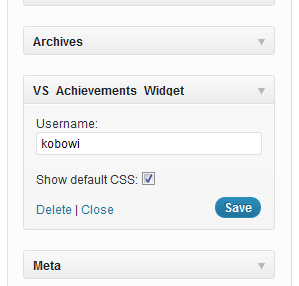 Archives
VS Achievements Widget
Username:
kobowi
Show default CSS:
Delete | Close Save
Meta